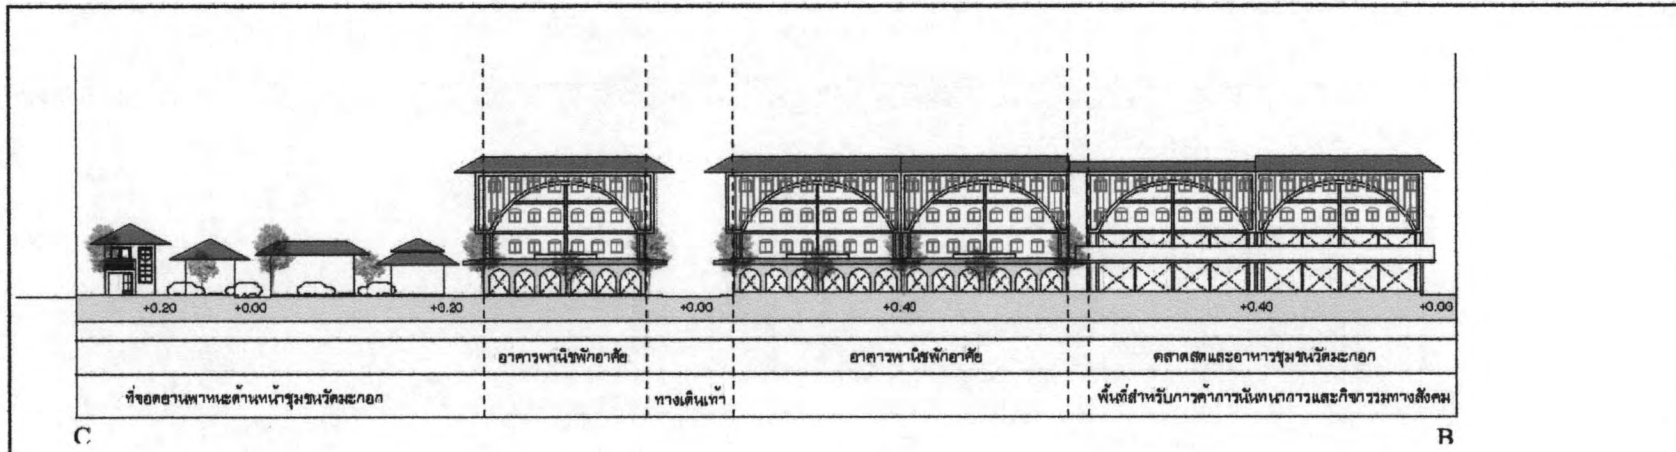 +0.20 +0.00 +0.20 +0.00 +0.40 +0.40 +0.00
อาคารพานิชพักอาศัย อาคารพานิชพักอาศัย ตลาดสดและอาหารชุมชนวัดมะกอก
ที่จอดยานพาหนะด้านหน้าชุมชนวัดมะกอก ทางเดินเท้า พื้นที่สำหรับการค้าการนันทนาการและกิจกรรมทางสังคม
C B